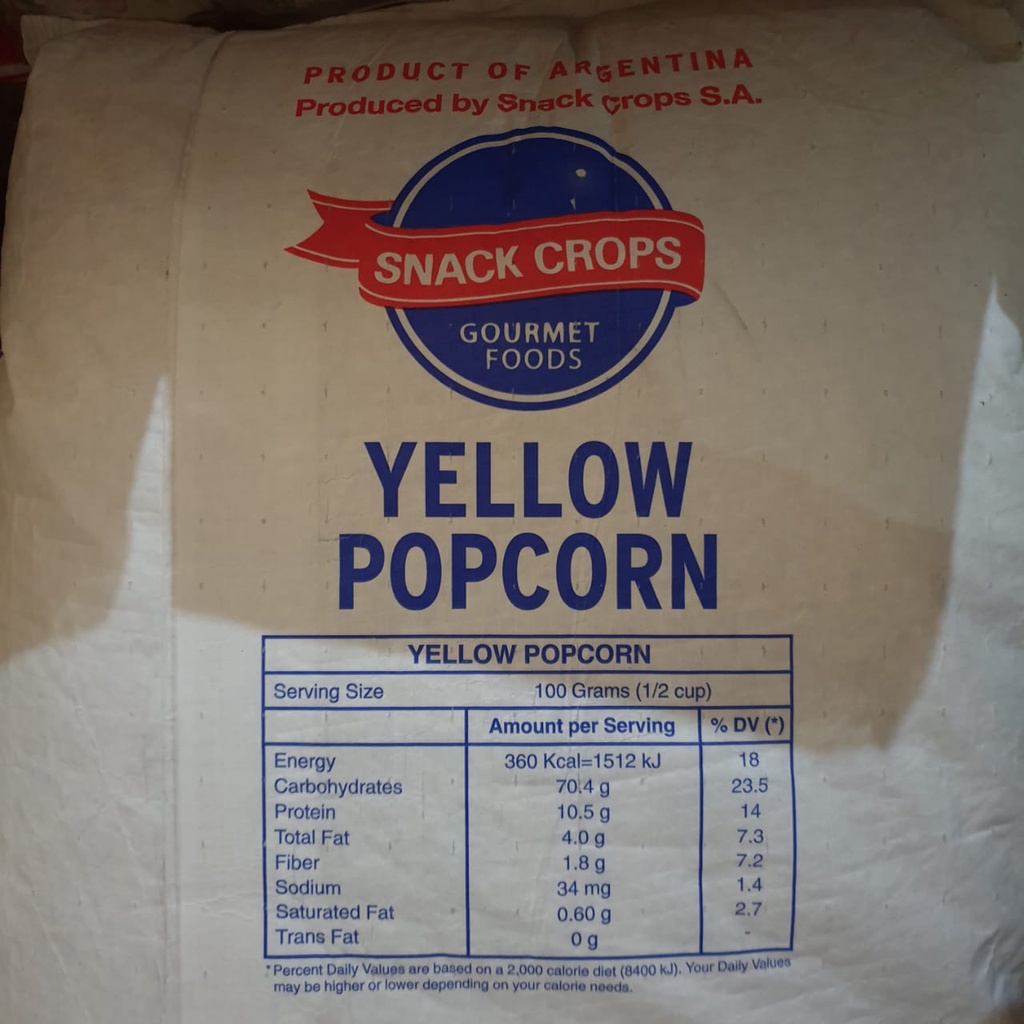 PRODUCT OF ARGENTINA
Produced by Snack Crops S.A.
SNACK CROPS
GOURMET
FOODS
YELLOW
POPCORN
YELLOW POPCORN
Serving Size 100 Grams (1/2 cup)
Amount per Serving % DV (*)
Energy 360 Kcal=1512 kJ 18
Carbohydrates 70.4 g 23.5
Protein 10.5 g 14
Total Fat 4.0 g 7.3
Fiber 1.8 g 7.2
Sodium 34 mg 1.4
Saturated Fat 0.60 g 2.7
Trans Fat 0 g -
*Percent Daily Values are based on a 2,000 calorie diet (8400 kJ). Your Daily Values
may be higher or lower depending on your calorie needs.